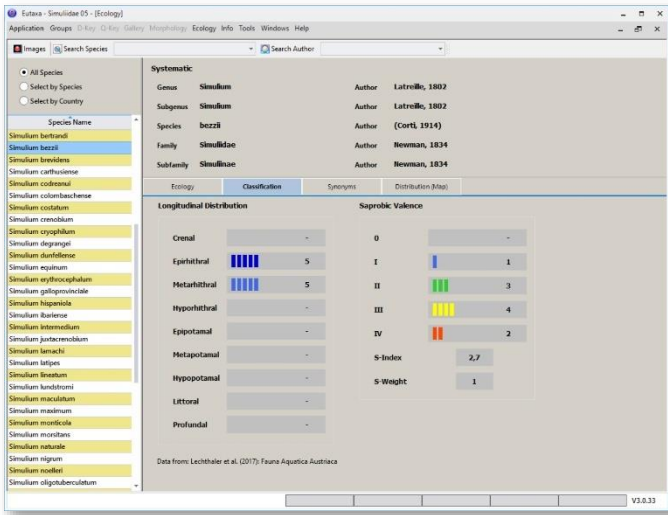 Eutaxa - Simuliidae 05 - [Ecology]
Application Groups D-Key Q-Key Gallery Morphology Ecology Info Tools Windows Help
Images Search Species Search Author
All Species
Select by Species
Select by Country
Species Name
Simulium bertrandi
Simulium bezzii
Simulium brevidens
Simulium carthusiense
Simulium codreanui
Simulium colombaschense
Simulium costatum
Simulium crenobium
Simulium cryophilum
Simulium degrangei
Simulium dunfellense
Simulium equinum
Simulium erythrocephalum
Simulium galloprovinciale
Simulium hispaniola
Simulium ibariense
Simulium intermedium
Simulium juxtacrenobium
Simulium lamachi
Simulium latipes
Simulium lineatum
Simulium lundstromi
Simulium maculatum
Simulium maximum
Simulium monticola
Simulium morsitans
Simulium naturale
Simulium nigrum
Simulium noelleri
Simulium oligotuberculatum
Systematic
Genus Simulium Author Latreille, 1802
Subgenus Simulium Author Latreille, 1802
Species bezzii Author (Corti, 1914)
Family Simuliidae Author Newman, 1834
Subfamily Simuliinae Author Newman, 1834
Ecology Classification Synonyms Distribution (Map)
Longitudinal Distribution
Crenal -
Epirhithral 5
Metarhithral 5
Hyporhithral -
Epipotamal -
Metapotamal -
Hypopotamal -
Littoral -
Profundal -
Saprobic Valence
0 -
I 1
II 3
III 4
IV 2
S-Index 2,7
S-Weight 1
Data from: Lechthaler et al. (2017): Fauna Aquatica Austriaca
V3.0.33